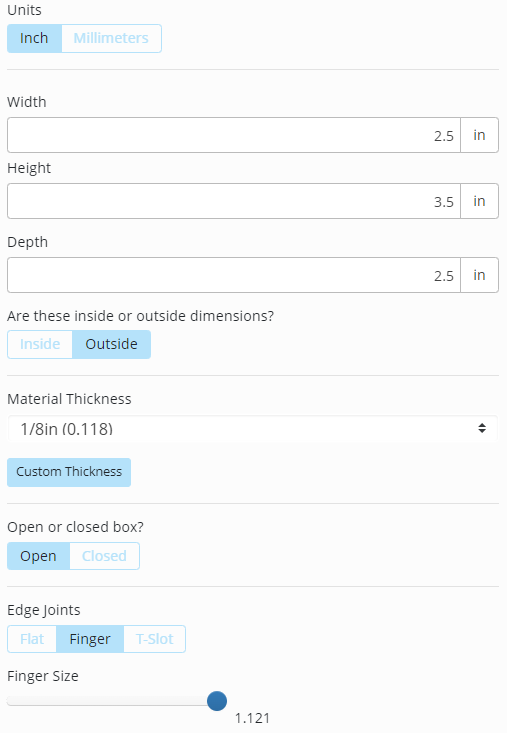 Units
Inch Millimeters
Width
2.5 in
Height
3.5 in
Depth
2.5 in
Are these inside or outside dimensions?
Inside Outside
Material Thickness
1/8in (0.118)
Custom Thickness
Open or closed box?
Open Closed
Edge Joints
Flat Finger T-Slot
Finger Size
1.121